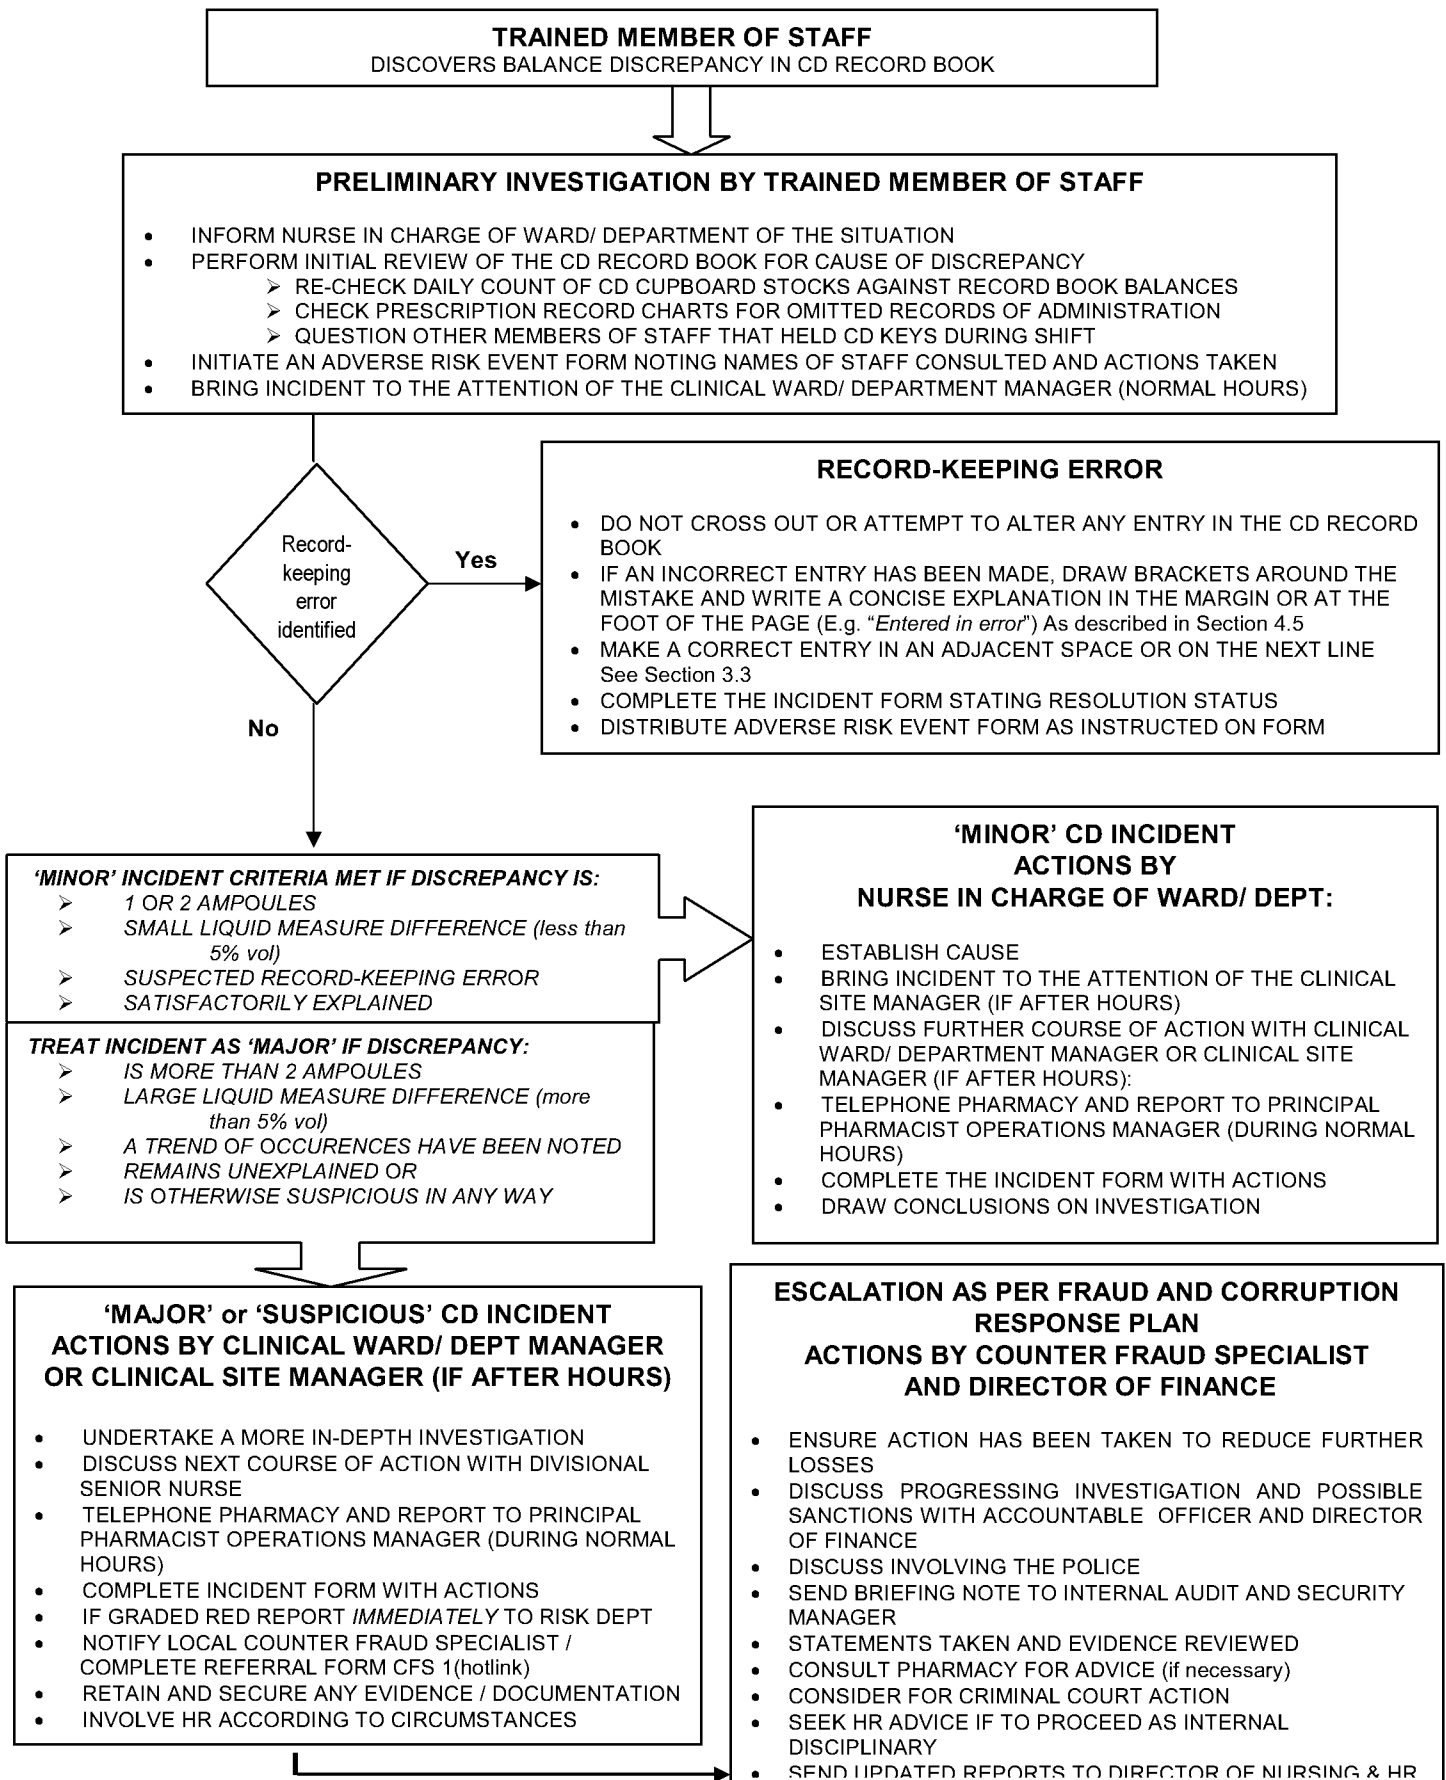 TRAINED MEMBER OF STAFF
DISCOVERS BALANCE DISCREPANCY IN CD RECORD BOOK
PRELIMINARY INVESTIGATION BY TRAINED MEMBER OF STAFF
• INFORM NURSE IN CHARGE OF WARD/ DEPARTMENT OF THE SITUATION
• PERFORM INITIAL REVIEW OF THE CD RECORD BOOK FOR CAUSE OF DISCREPANCY
➢ RE-CHECK DAILY COUNT OF CD CUPBOARD STOCKS AGAINST RECORD BOOK BALANCES
➢ CHECK PRESCRIPTION RECORD CHARTS FOR OMITTED RECORDS OF ADMINISTRATION
➢ QUESTION OTHER MEMBERS OF STAFF THAT HELD CD KEYS DURING SHIFT
• INITIATE AN ADVERSE RISK EVENT FORM NOTING NAMES OF STAFF CONSULTED AND ACTIONS TAKEN
• BRING INCIDENT TO THE ATTENTION OF THE CLINICAL WARD/ DEPARTMENT MANAGER (NORMAL HOURS)
Record-
keeping
error
identified
Yes
No
RECORD-KEEPING ERROR
• DO NOT CROSS OUT OR ATTEMPT TO ALTER ANY ENTRY IN THE CD RECORD
BOOK
• IF AN INCORRECT ENTRY HAS BEEN MADE, DRAW BRACKETS AROUND THE
MISTAKE AND WRITE A CONCISE EXPLANATION IN THE MARGIN OR AT THE
FOOT OF THE PAGE (E.g. “Entered in error”) As described in Section 4.5
• MAKE A CORRECT ENTRY IN AN ADJACENT SPACE OR ON THE NEXT LINE
See Section 3.3
• COMPLETE THE INCIDENT FORM STATING RESOLUTION STATUS
• DISTRIBUTE ADVERSE RISK EVENT FORM AS INSTRUCTED ON FORM
‘MINOR’ INCIDENT CRITERIA MET IF DISCREPANCY IS:
➢ 1 OR 2 AMPOULES
➢ SMALL LIQUID MEASURE DIFFERENCE (less than
5% vol)
➢ SUSPECTED RECORD-KEEPING ERROR
➢ SATISFACTORILY EXPLAINED
TREAT INCIDENT AS ‘MAJOR’ IF DISCREPANCY:
➢ IS MORE THAN 2 AMPOULES
➢ LARGE LIQUID MEASURE DIFFERENCE (more
than 5% vol)
➢ A TREND OF OCCURENCES HAVE BEEN NOTED
➢ REMAINS UNEXPLAINED OR
➢ IS OTHERWISE SUSPICIOUS IN ANY WAY
‘MINOR’ CD INCIDENT
ACTIONS BY
NURSE IN CHARGE OF WARD/ DEPT:
• ESTABLISH CAUSE
• BRING INCIDENT TO THE ATTENTION OF THE CLINICAL
SITE MANAGER (IF AFTER HOURS)
• DISCUSS FURTHER COURSE OF ACTION WITH CLINICAL
WARD/ DEPARTMENT MANAGER OR CLINICAL SITE
MANAGER (IF AFTER HOURS):
• TELEPHONE PHARMACY AND REPORT TO PRINCIPAL
PHARMACIST OPERATIONS MANAGER (DURING NORMAL
HOURS)
• COMPLETE THE INCIDENT FORM WITH ACTIONS
• DRAW CONCLUSIONS ON INVESTIGATION
‘MAJOR’ or ‘SUSPICIOUS’ CD INCIDENT
ACTIONS BY CLINICAL WARD/ DEPT MANAGER
OR CLINICAL SITE MANAGER (IF AFTER HOURS)
• UNDERTAKE A MORE IN-DEPTH INVESTIGATION
• DISCUSS NEXT COURSE OF ACTION WITH DIVISIONAL
SENIOR NURSE
• TELEPHONE PHARMACY AND REPORT TO PRINCIPAL
PHARMACIST OPERATIONS MANAGER (DURING NORMAL
HOURS)
• COMPLETE INCIDENT FORM WITH ACTIONS
• IF GRADED RED REPORT IMMEDIATELY TO RISK DEPT
• NOTIFY LOCAL COUNTER FRAUD SPECIALIST /
COMPLETE REFERRAL FORM CFS 1(hotlink)
• RETAIN AND SECURE ANY EVIDENCE / DOCUMENTATION
• INVOLVE HR ACCORDING TO CIRCUMSTANCES
ESCALATION AS PER FRAUD AND CORRUPTION
RESPONSE PLAN
ACTIONS BY COUNTER FRAUD SPECIALIST
AND DIRECTOR OF FINANCE
• ENSURE ACTION HAS BEEN TAKEN TO REDUCE FURTHER
LOSSES
• DISCUSS PROGRESSING INVESTIGATION AND POSSIBLE
SANCTIONS WITH ACCOUNTABLE OFFICER AND DIRECTOR
OF FINANCE
• DISCUSS INVOLVING THE POLICE
• SEND BRIEFING NOTE TO INTERNAL AUDIT AND SECURITY
MANAGER
• STATEMENTS TAKEN AND EVIDENCE REVIEWED
• CONSULT PHARMACY FOR ADVICE (if necessary)
• CONSIDER FOR CRIMINAL COURT ACTION
• SEEK HR ADVICE IF TO PROCEED AS INTERNAL
DISCIPLINARY
• SEND UPDATED REPORTS TO DIRECTOR OF NURSING & HR